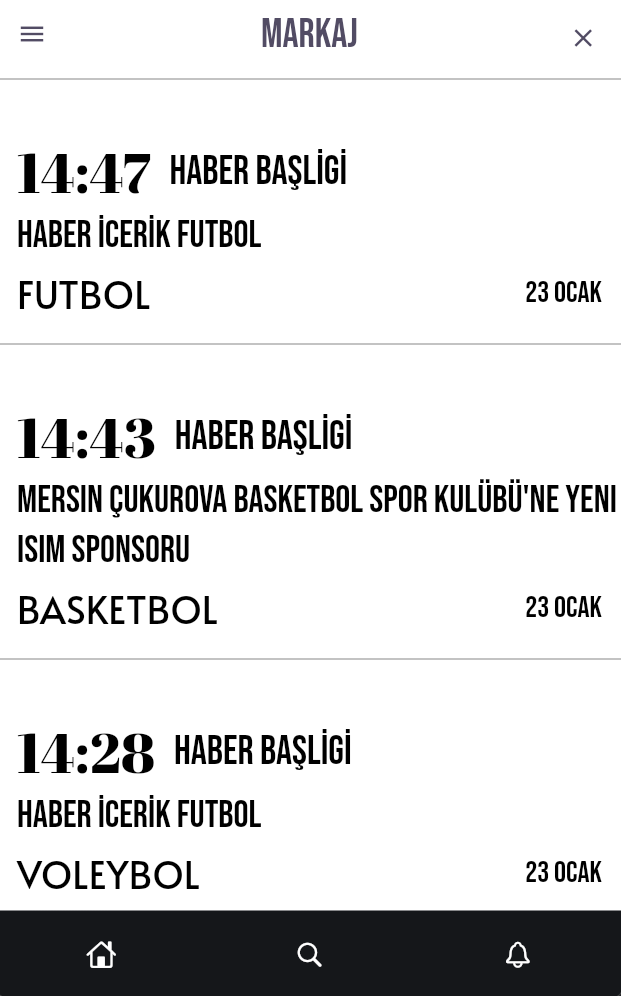 MARKAJ
14:47 HABER BAŞLİGİ
HABER İCERİK FUTBOL
FUTBOL 23 OCAK
14:43 HABER BAŞLİGİ
MERSIN ÇUKUROVA BASKETBOL SPOR KULÜBÜ'NE YENI
ISIM SPONSORU
BASKETBOL 23 OCAK
14:28 HABER BAŞLİGİ
HABER İCERİK FUTBOL
VOLEYBOL 23 OCAK